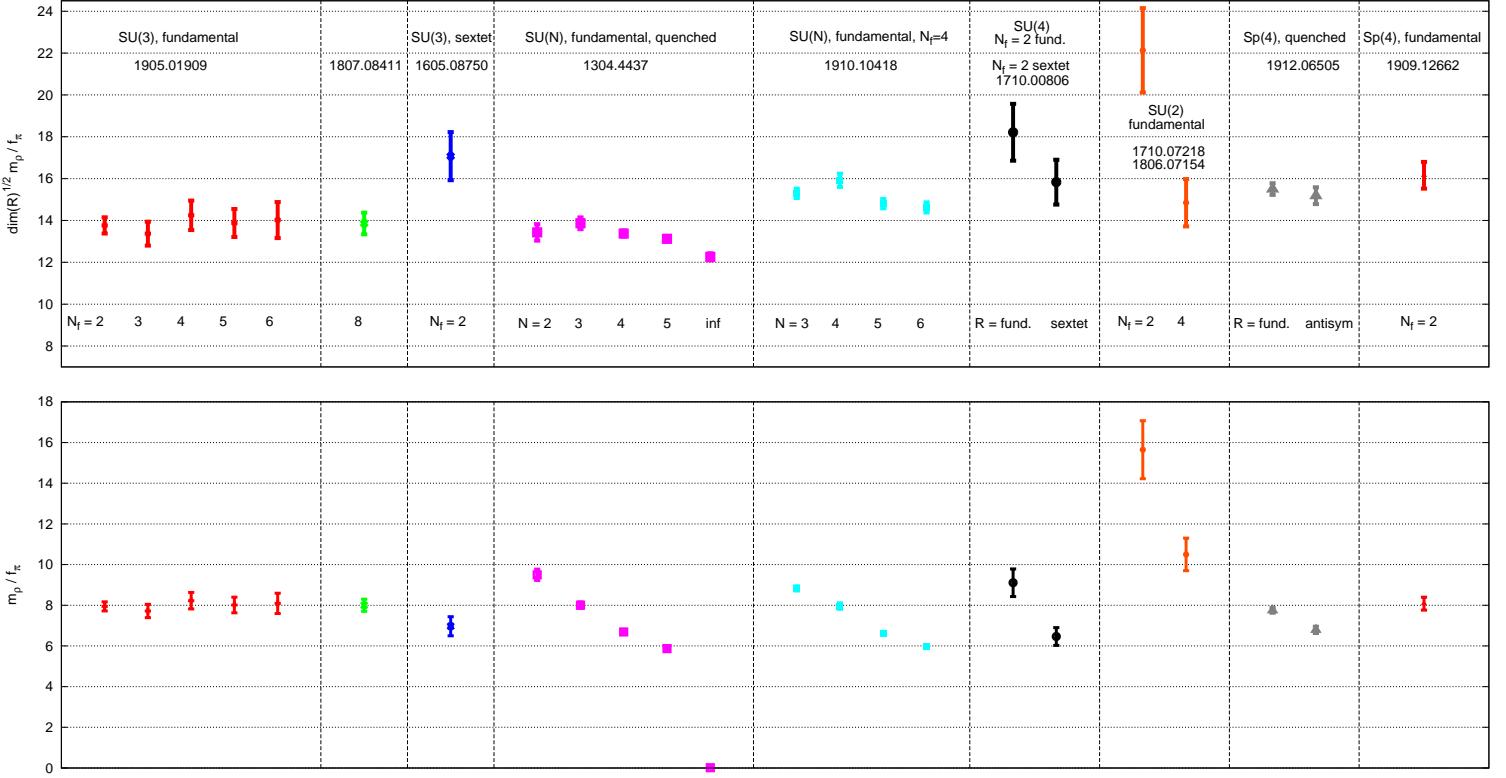 24
22
20
18
16
14
12
10
8
dim(R)^{1/2} m_ρ / f_π
SU(3), fundamental
1905.01909
1807.08411
SU(3), sextet
1605.08750
SU(N), fundamental, quenched
1304.4437
SU(N), fundamental, N_f=4
1910.10418
SU(4)
N_f = 2 fund.
N_f = 2 sextet
1710.00806
SU(2)
fundamental
1710.07218
1806.07154
Sp(4), quenched
1912.06505
Sp(4), fundamental
1909.12662
N_f = 2 3 4 5 6 8 N_f = 2 N = 2 3 4 5 inf N = 3 4 5 6 R = fund. sextet N_f = 2 4 R = fund. antisym N_f = 2
18
16
14
12
10
8
6
4
2
0
m_ρ / f_π